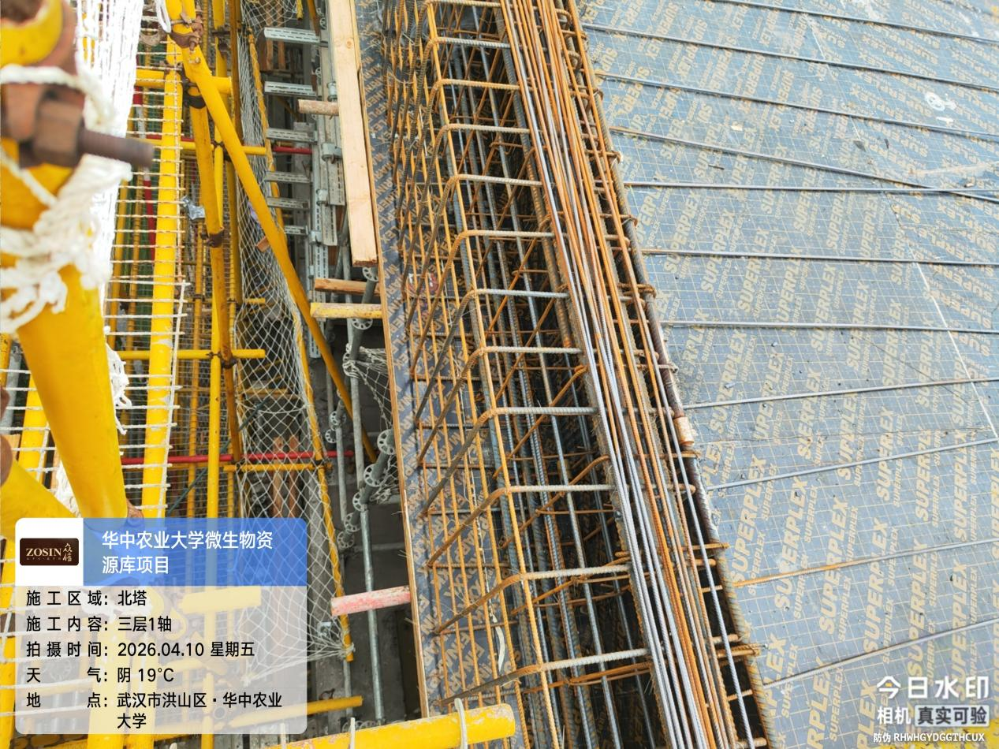 SUPERPLEX
ZOSIN 众信
华中农业大学微生物资
源库项目
施工区域：北塔
施工内容：三层1轴
拍摄时间：2026.04.10 星期五
天气：阴 19°C
地点：武汉市洪山区·华中农业
大学
今日水印
相机 真实可验
防伪 RHWHGYDGGTHCUX